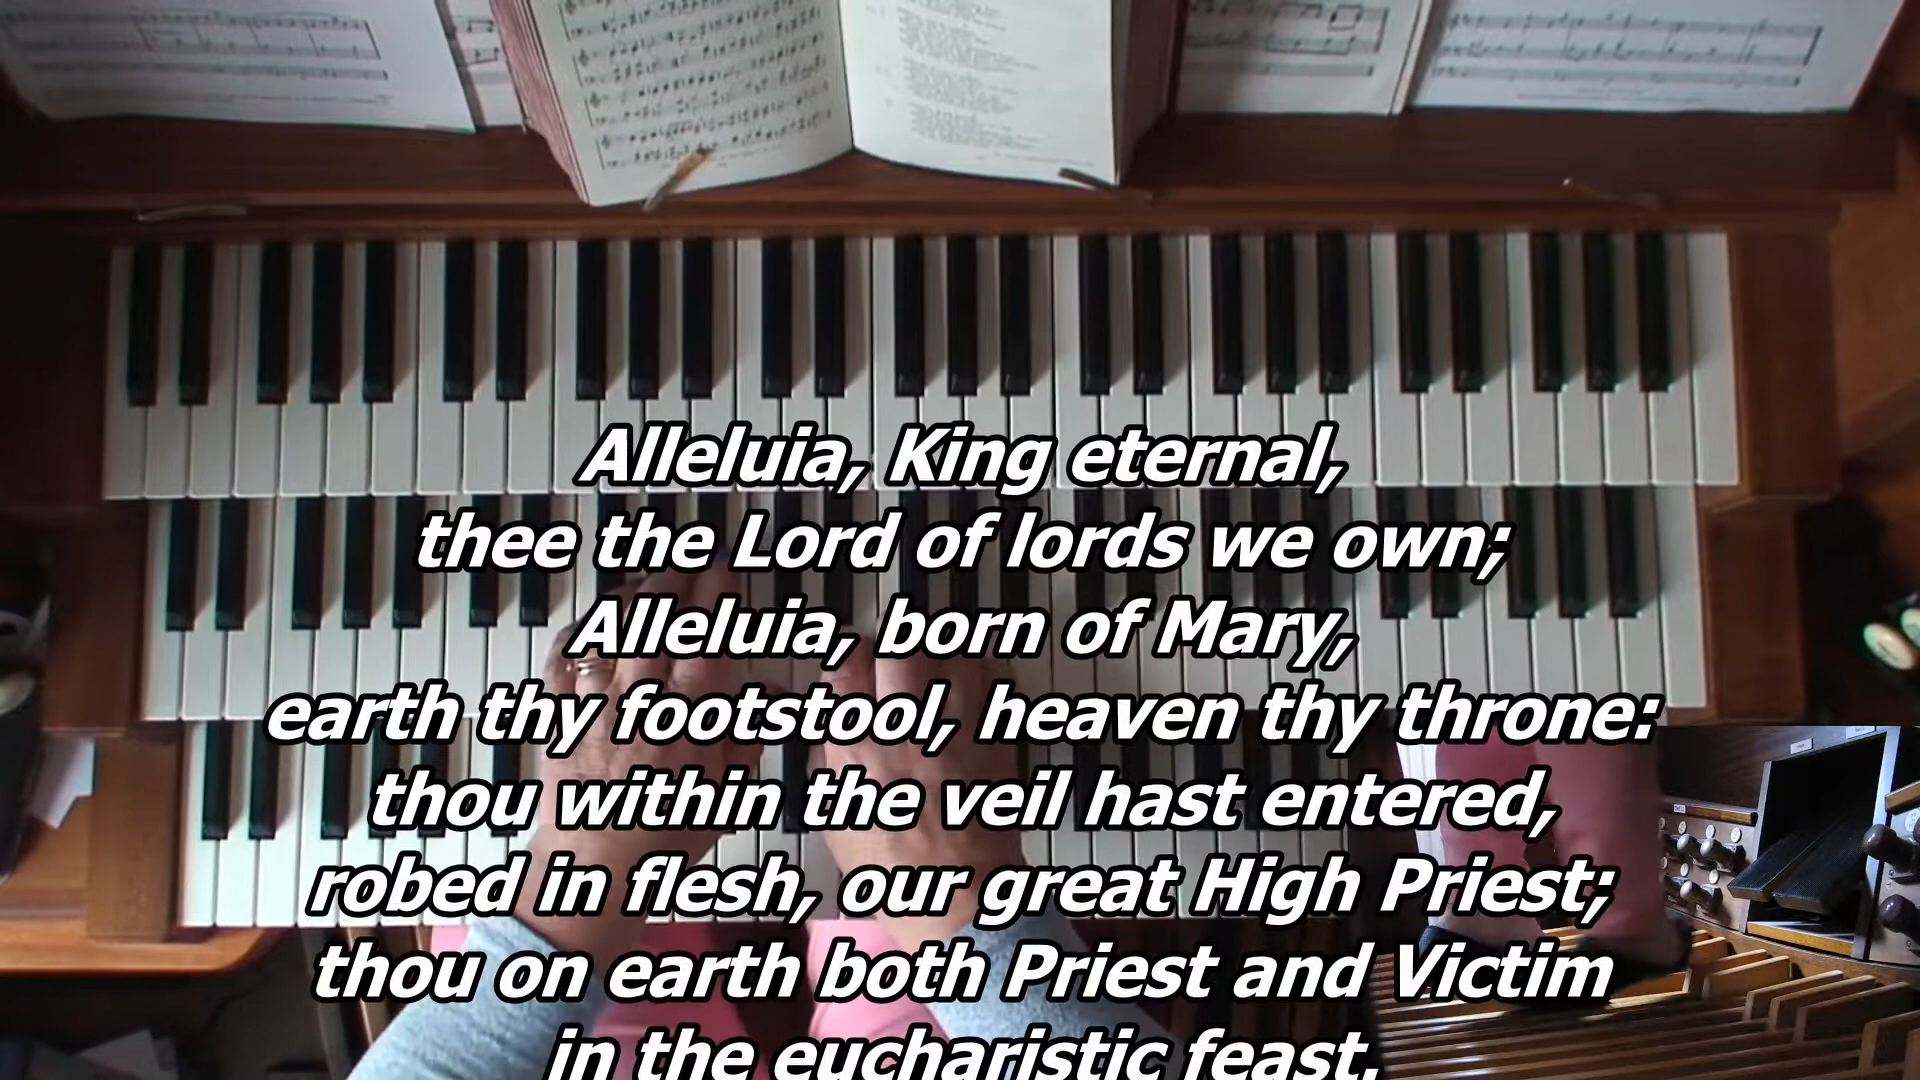 Alleluia, King eternal,
thee the Lord of lords we own;
Alleluia, born of Mary,
earth thy footstool, heaven thy throne:
thou within the veil hast entered,
robed in flesh, our great High Priest;
thou on earth both Priest and Victim
in the eucharistic feast.